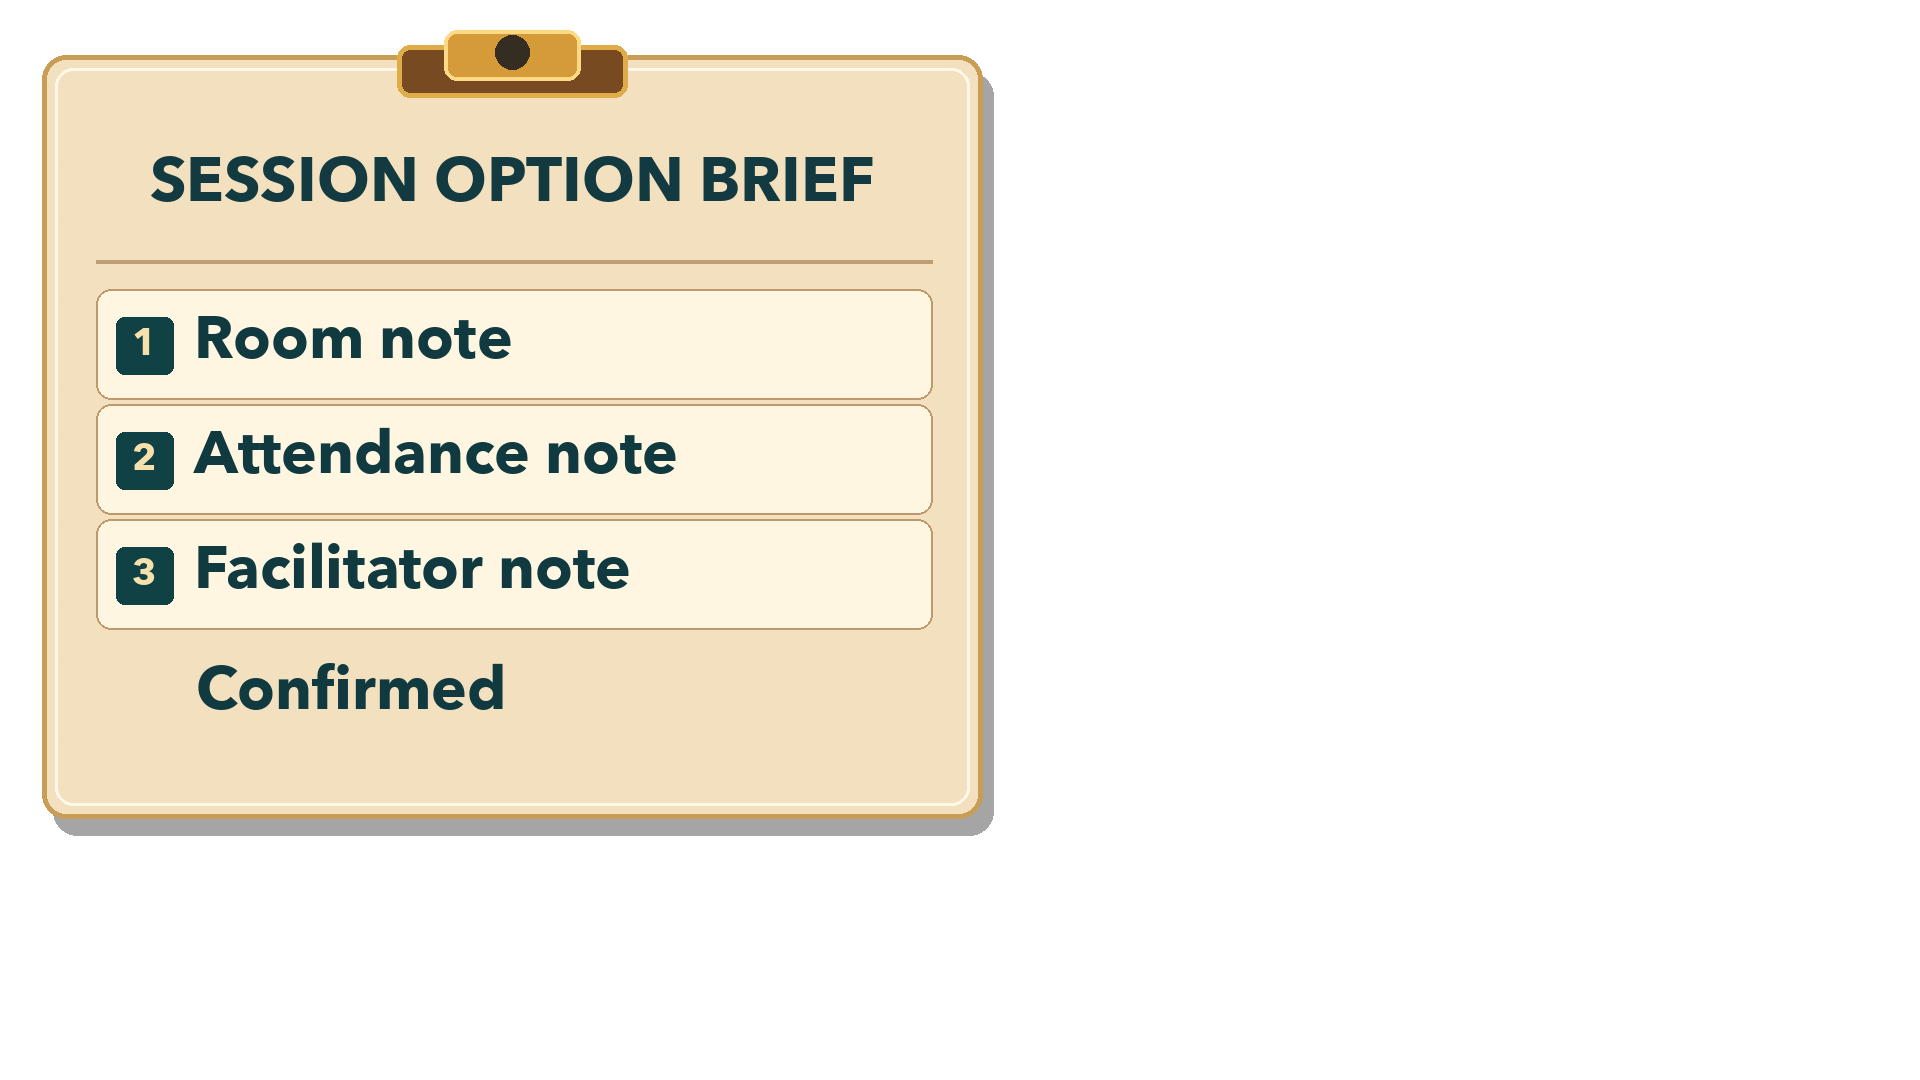 SESSION OPTION BRIEF
1 Room note
2 Attendance note
3 Facilitator note
Confirmed